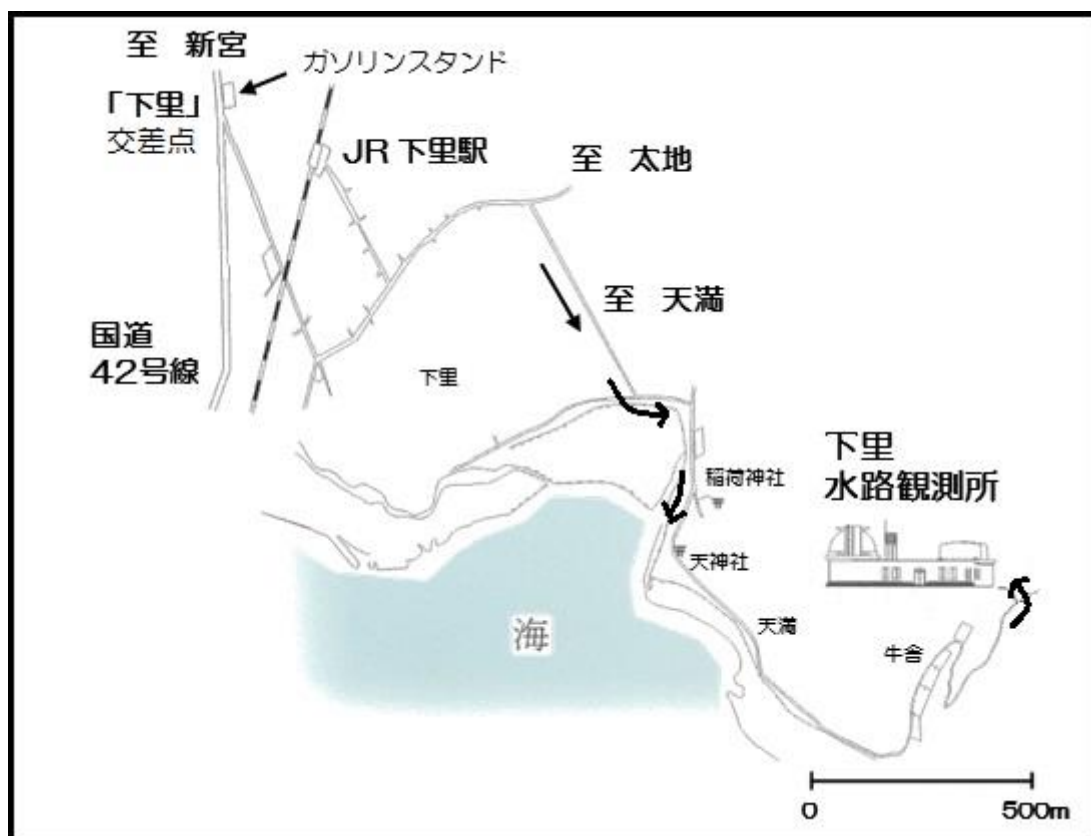 至 新宮
ガソリンスタンド
「下里」
交差点
JR 下里駅
至 太地
至 天満
国道
42号線
下里
稲荷神社
下里
水路観測所
天神社
天満
海
牛舎
0
500m